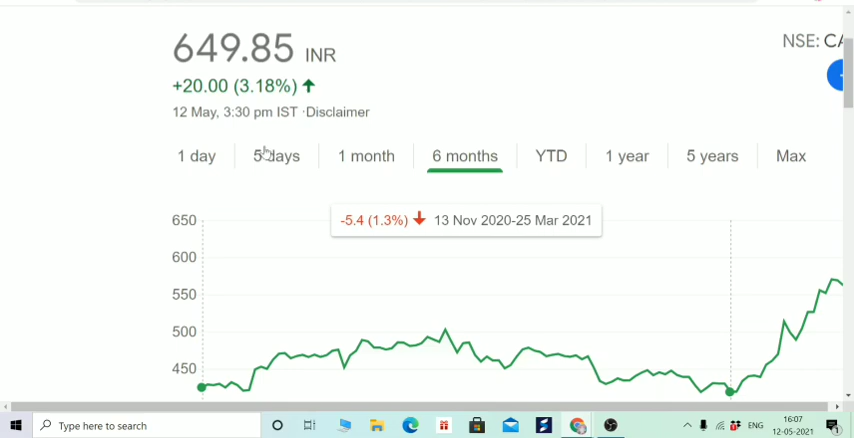 649.85 INR
NSE: CA
+20.00 (3.18%)
12 May, 3:30 pm IST · Disclaimer
1 day 5 days 1 month 6 months YTD 1 year 5 years Max
-5.4 (1.3%) 13 Nov 2020-25 Mar 2021
650
600
550
500
450
Type here to search
ENG
16:07
12-05-2021
1